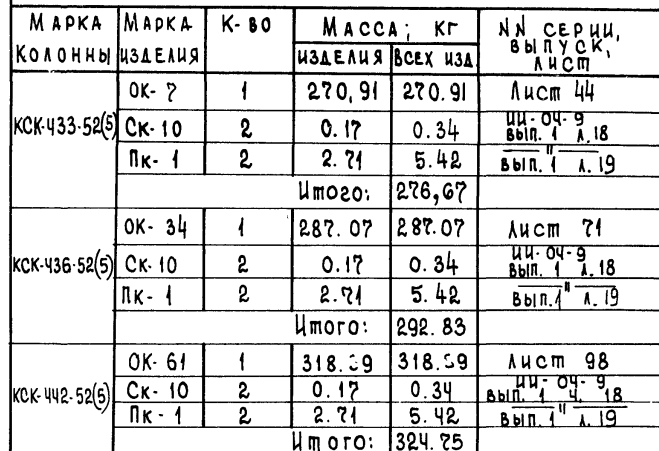 Марка колонны | Марка изделия | К-во | Масса, кг | NN серии, выпуск, лист
изделия | всех изд.
КСК-433-52(5) | ОК-7 | 1 | 270,91 | 270.91 | Лист 44
Ск-10 | 2 | 0.17 | 0.34 | ИИ-04-9 вып. 1 л. 18
Пк-1 | 2 | 2.71 | 5.42 | " вып. 1 л. 19
Итого: | 276,67
КСК-436-52(5) | ОК-34 | 1 | 287.07 | 287.07 | Лист 71
Ск-10 | 2 | 0.17 | 0.34 | ИИ-04-9 вып. 1 л. 18
Пк-1 | 2 | 2.71 | 5.42 | " вып. 1 л. 19
Итого: | 292.83
КСК-442-52(5) | ОК-61 | 1 | Лист 98
Ск-10 | 2 | 0.17 | 0.34 | ИИ-04-9 вып. 1 Ч. 18
Пк-1 | 2 | 2.71 | 5.42 | " вып. 1 л. 19
Итого: | 324.75